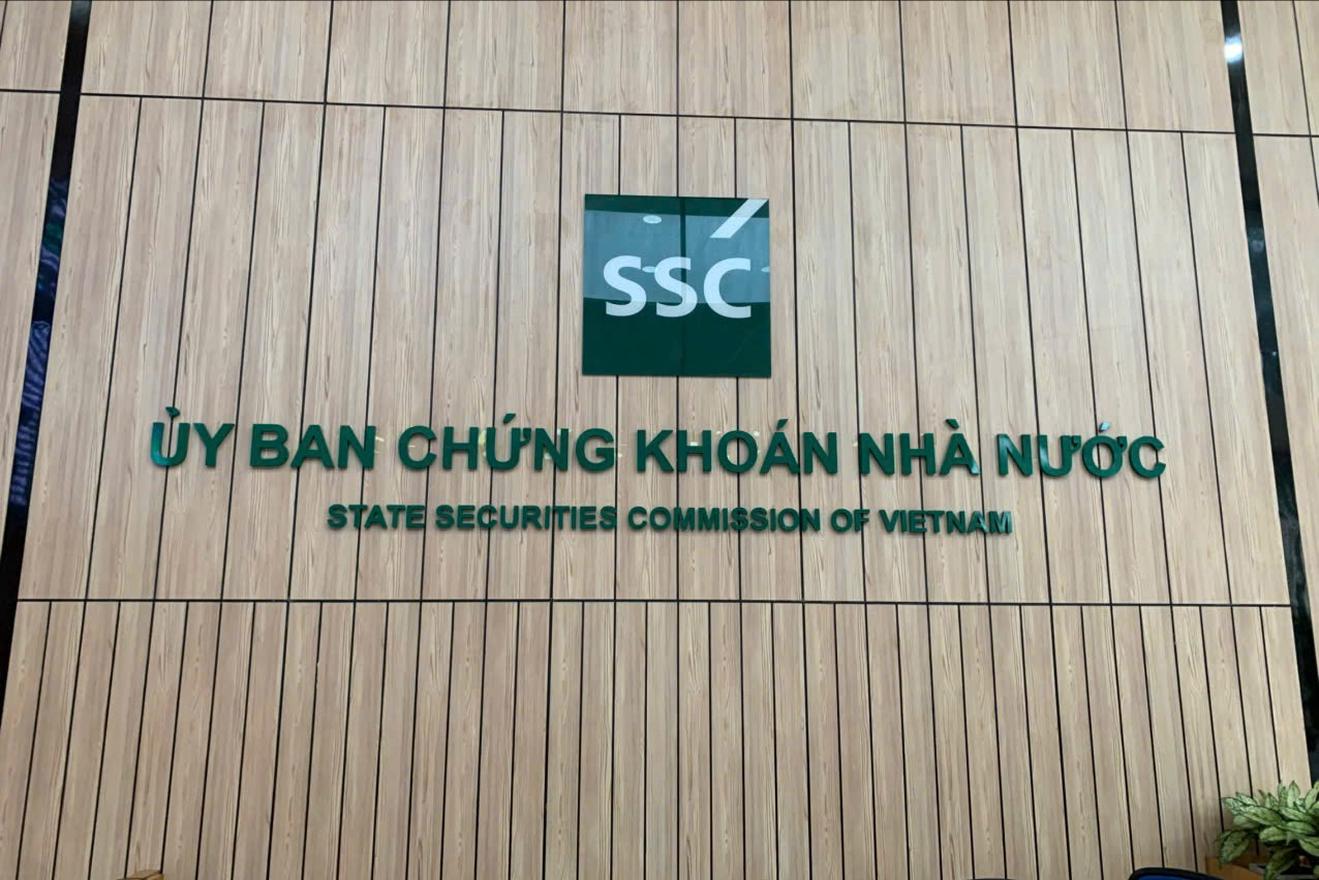 SSC
ỦY BAN CHỨNG KHOÁN NHÀ NƯỚC
STATE SECURITIES COMMISSION OF VIETNAM